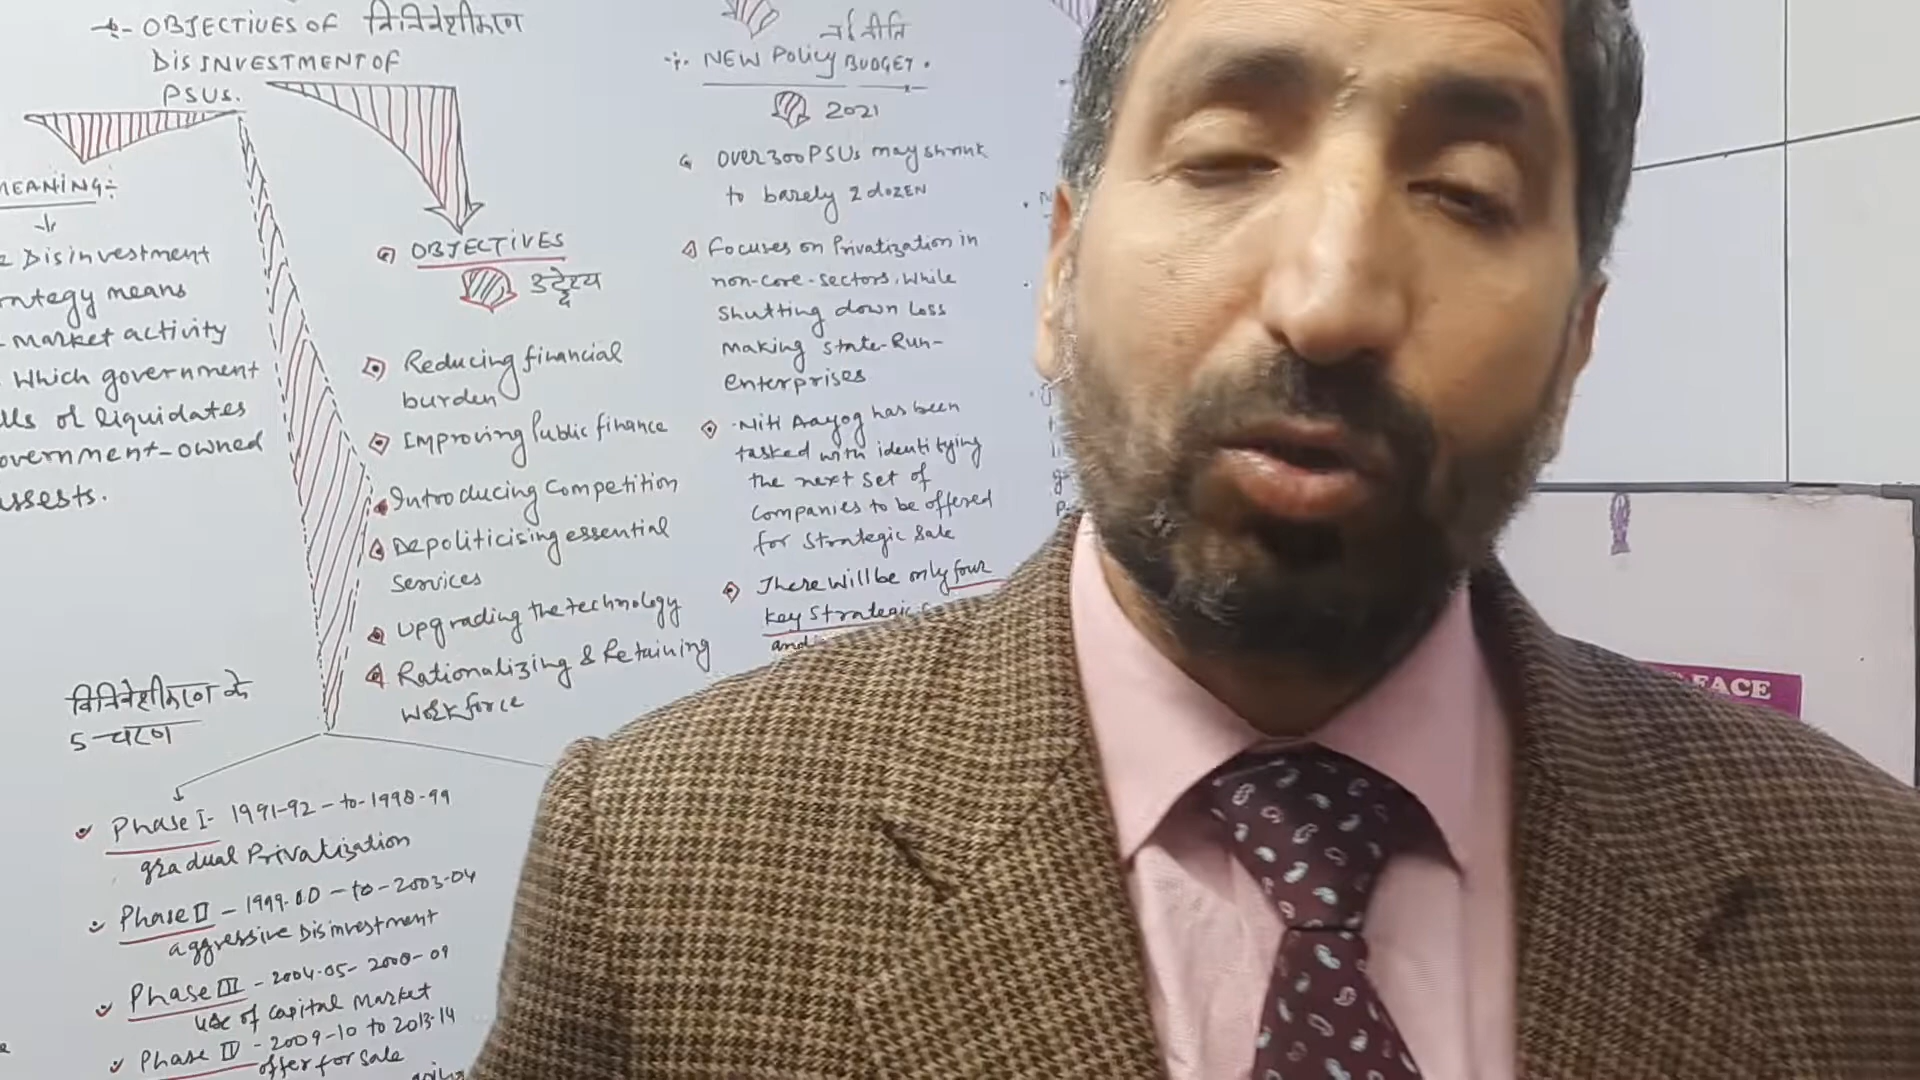 OBJECTIVES OF विनिवेशीकरण
DISINVESTMENT OF
PSUS.
MEANING:-
Disinvestment
means
market activity
Which government
liquidates
government-owned
assests.
OBJECTIVES
उद्देश्य
Reducing financial
burden
Improving Public finance
Introducing Competition
Depoliticising essential
Services
Upgrading the technology
Rationalizing & Retaining
workforce
विनिवेशीकरण के
5-चरण
Phase I- 1991-92-to-1998-99
gradual Privatization
Phase II - 1999-00-to-2003-04
aggressive Disinvestment
Phase III - 2004-05-2008-09
use of Capital Market
Phase IV - 2009-10 to 2013-14
offer for sale
नई नीति
NEW Policy BUDGET.
2021
over 300 PSUs may shrink
to barely 2 dozEN
Focuses on Privatization in
non-core-sectors, while
shutting down loss
making state-Run-
enterprises
Niti Aayog has been
tasked with identitying
the next set of
Companies to be offered
for strategic sale
There will be only four
key strategic
and
FACE